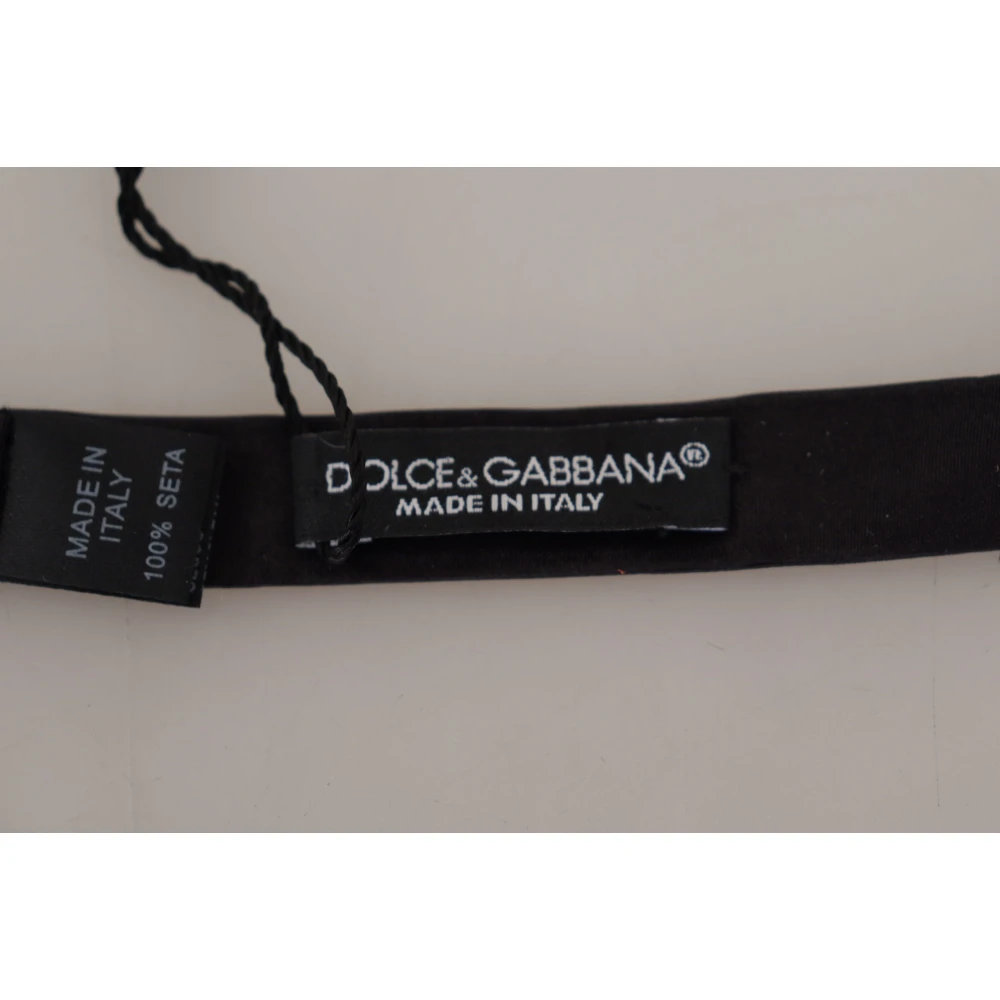 MADE IN
ITALY
100% SETA
DOLCE & GABBANA®
MADE IN ITALY